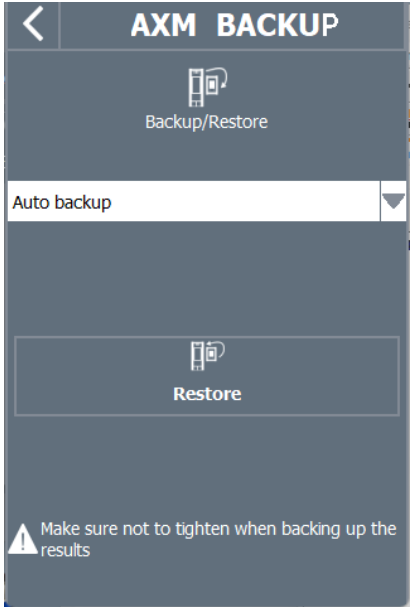 AXM BACKUP
Backup/Restore
Auto backup
Restore
Make sure not to tighten when backing up the
results